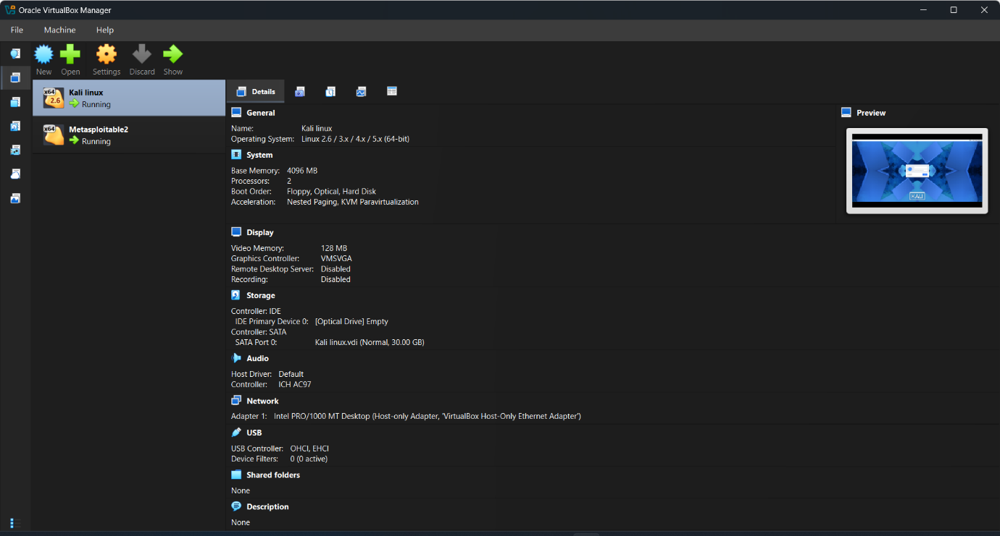 Oracle VirtualBox Manager
File Machine Help
New Open Settings Discard Show
x64 2.6 Kali linux
Running
x64 Metasploitable2
Running
Details
General
Name: Kali linux
Operating System: Linux 2.6 / 3.x / 4.x / 5.x (64-bit)
System
Base Memory: 4096 MB
Processors: 2
Boot Order: Floppy, Optical, Hard Disk
Acceleration: Nested Paging, KVM Paravirtualization
Display
Video Memory: 128 MB
Graphics Controller: VMSVGA
Remote Desktop Server: Disabled
Recording: Disabled
Storage
Controller: IDE
IDE Primary Device 0: [Optical Drive] Empty
Controller: SATA
SATA Port 0: Kali linux.vdi (Normal, 30.00 GB)
Audio
Host Driver: Default
Controller: ICH AC97
Network
Adapter 1: Intel PRO/1000 MT Desktop (Host-only Adapter, 'VirtualBox Host-Only Ethernet Adapter')
USB
USB Controller: OHCI, EHCI
Device Filters: 0 (0 active)
Shared folders
None
Description
None
Preview
KALI